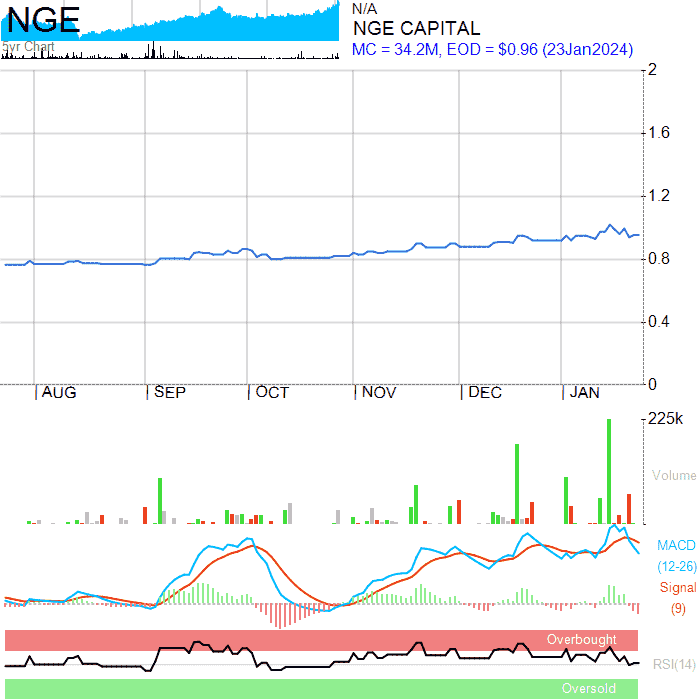 NGE
5yr Chart
N/A
NGE CAPITAL
MC = 34.2M, EOD = $0.96 (23Jan2024)
2
1.6
1.2
0.8
0.4
0
AUG
SEP
OCT
NOV
DEC
JAN
225k
Volume
MACD
(12-26)
Signal
(9)
Overbought
RSI(14)
Oversold